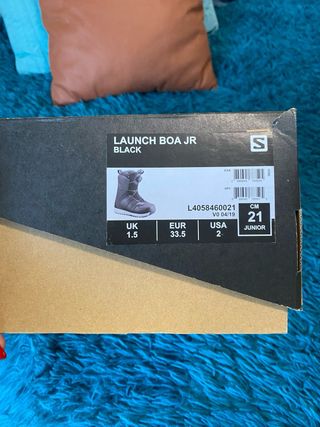 LAUNCH BOA JR
BLACK
S
L4058460021
V0 04/19
UK
1.5
EUR
33.5
USA
2
CM
21
JUNIOR